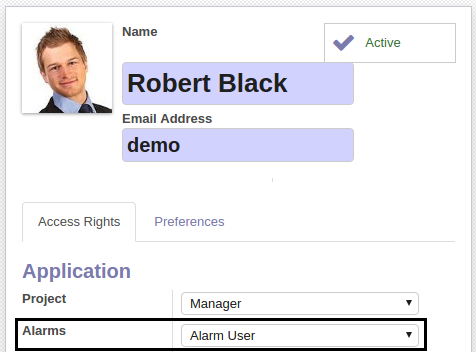 Name
Active
Robert Black
Email Address
demo
Access Rights Preferences
Application
Project Manager
Alarms Alarm User